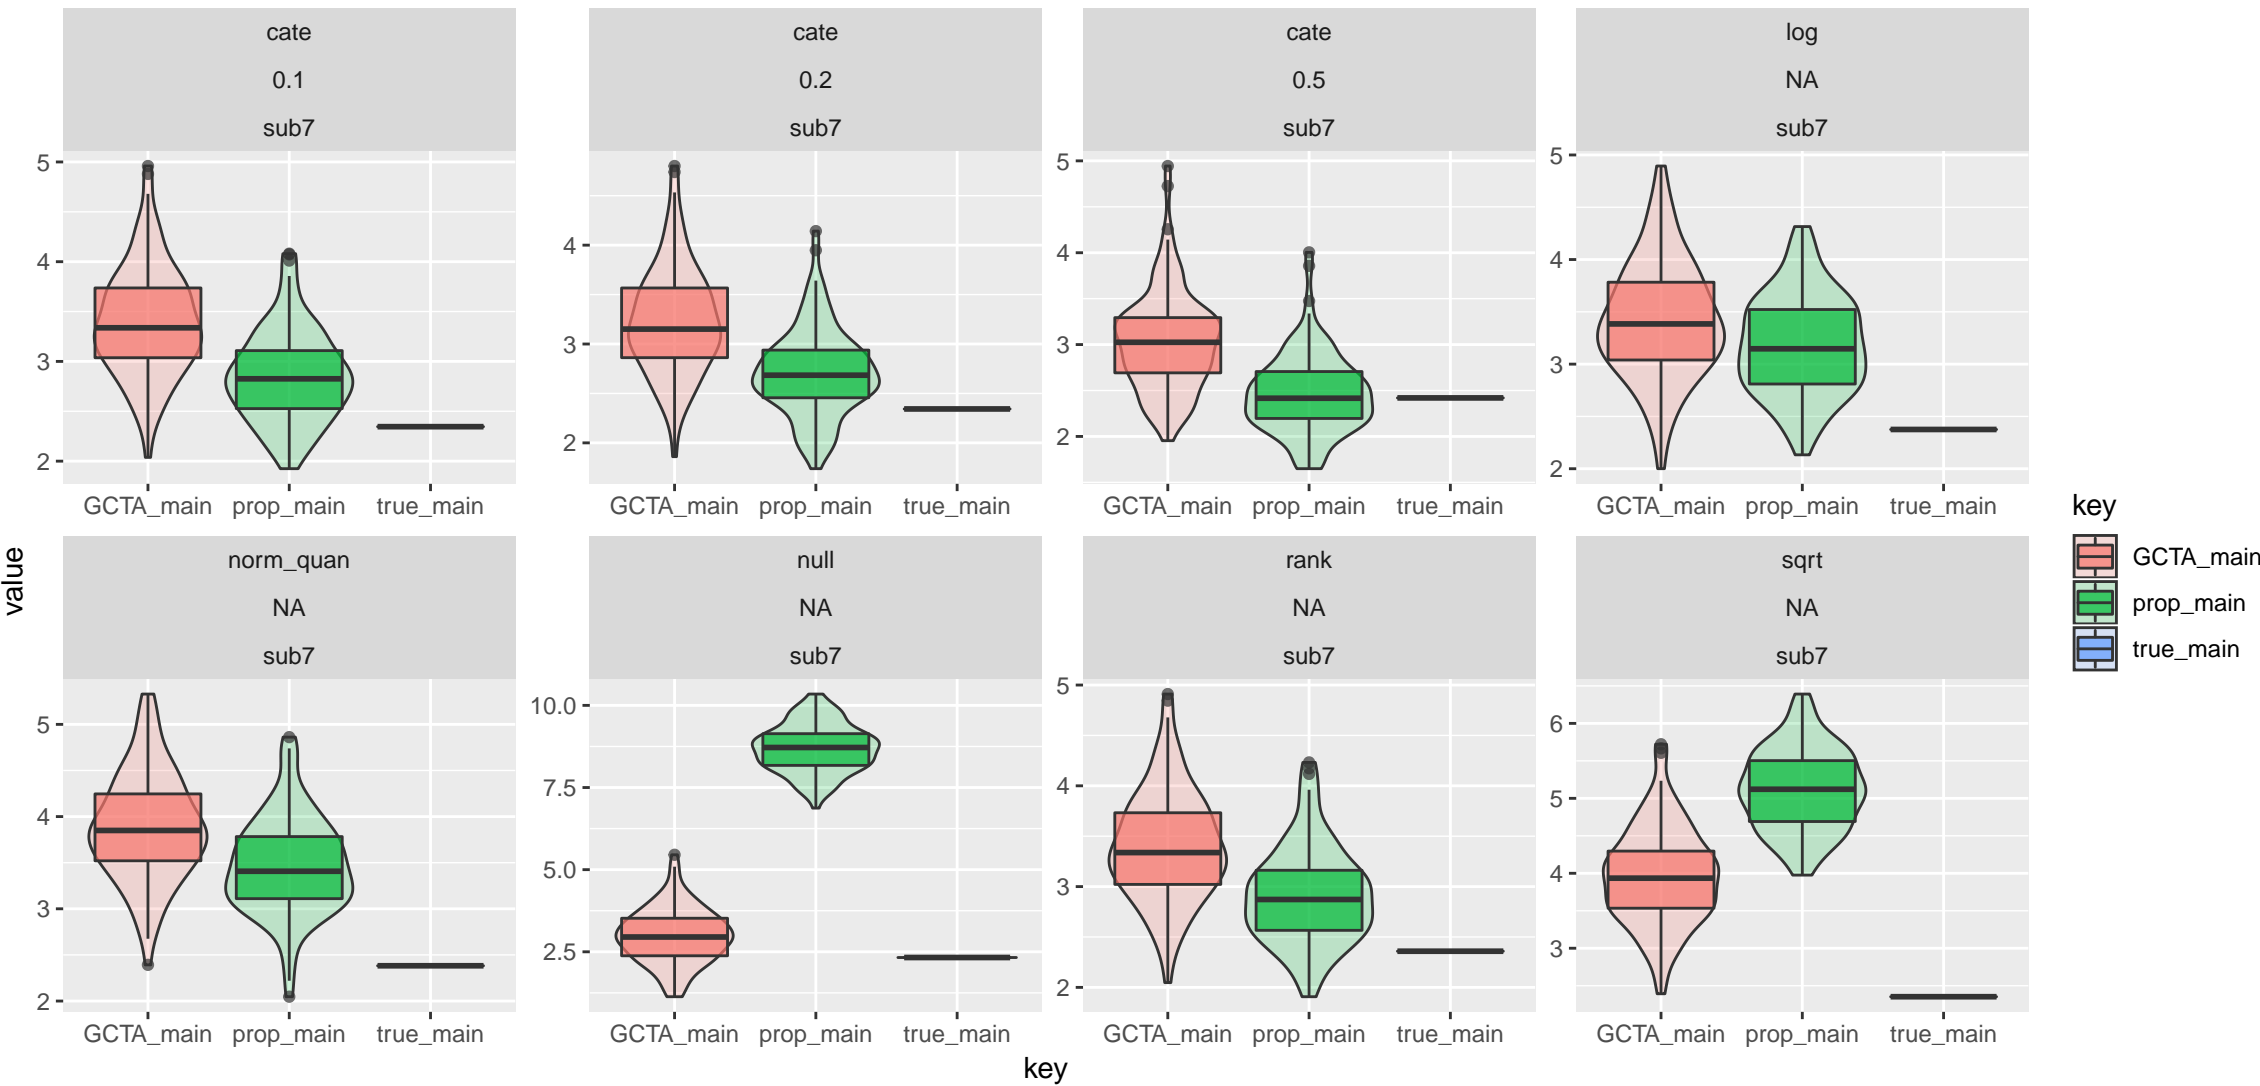 cate
0.1
sub7
cate
0.2
sub7
cate
0.5
sub7
log
NA
sub7
5
4
3
2
4
3
2
5
4
3
2
5
4
3
2
GCTA_main prop_main true_main
GCTA_main prop_main true_main
GCTA_main prop_main true_main
GCTA_main prop_main true_main
norm_quan
NA
sub7
null
NA
sub7
rank
NA
sub7
sqrt
NA
sub7
5
4
3
2
10.0
7.5
5.0
2.5
5
4
3
2
6
5
4
3
GCTA_main prop_main true_main
GCTA_main prop_main true_main
GCTA_main prop_main true_main
GCTA_main prop_main true_main
value
key
key
GCTA_main
prop_main
true_main